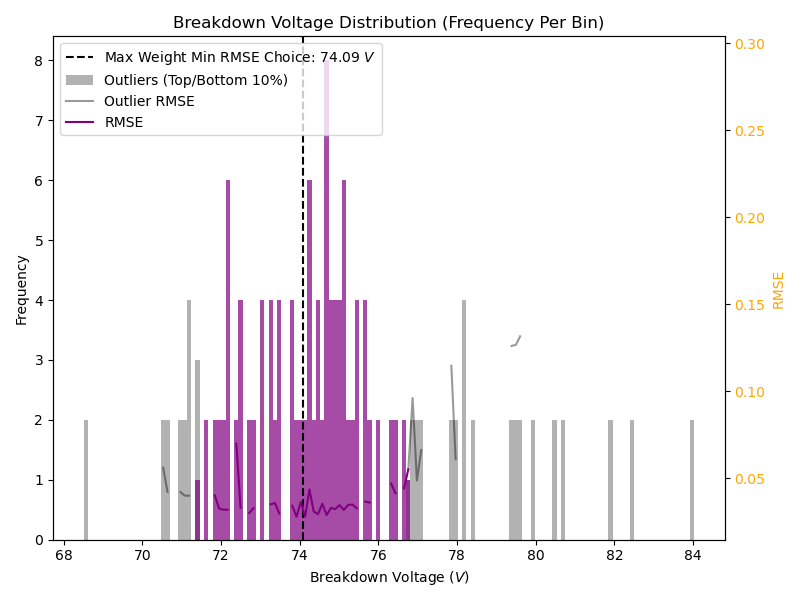 Breakdown Voltage Distribution (Frequency Per Bin)
Max Weight Min RMSE Choice: 74.09 V
Outliers (Top/Bottom 10%)
Outlier RMSE
RMSE
Frequency
8
7
6
5
4
3
2
1
0
0.30
0.25
0.20
0.15
0.10
0.05
RMSE
68 70 72 74 76 78 80 82 84
Breakdown Voltage (V)